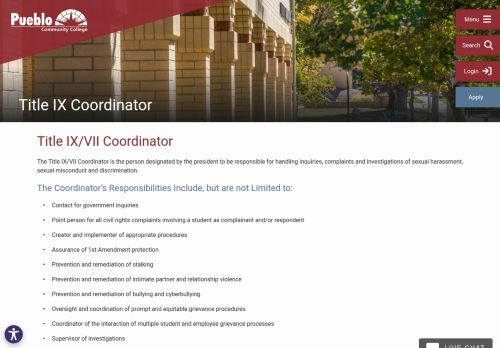 Pueblo
Community College
Menu
Search
Login
Apply
Title IX Coordinator
Title IX/VII Coordinator
The Title IX/VII Coordinator is the person designated by the president to be responsible for handling inquiries, complaints and investigations of sexual harassment,
sexual misconduct and discrimination.
The Coordinator's Responsibilities Include, but are not Limited to:
• Contact for government inquiries
• Point person for all civil rights complaints involving a student as complainant and/or respondent
• Creator and implementer of appropriate procedures
• Assurance of 1st Amendment protection
• Prevention and remediation of stalking
• Prevention and remediation of intimate partner and relationship violence
• Prevention and remediation of bullying and cyberbullying
• Oversight and coordination of prompt and equitable grievance procedures
• Coordinator of the interaction of multiple student and employee grievance processes
• Supervisor of investigations
LIVE CHAT